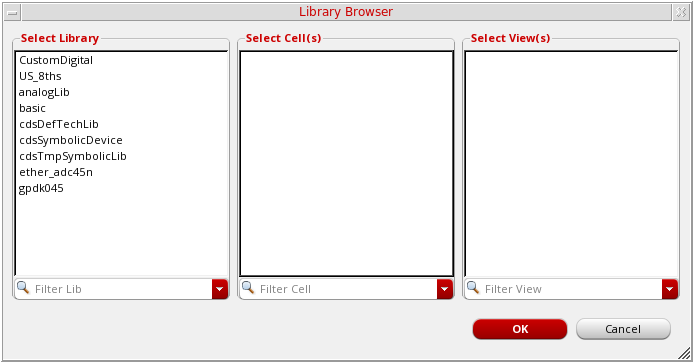 Library Browser
Select Library
Select Cell(s)
Select View(s)
CustomDigital
US_8ths
analogLib
basic
cdsDefTechLib
cdsSymbolicDevice
cdsTmpSymbolicLib
ether_adc45n
gpdk045
Filter Lib
Filter Cell
Filter View
OK
Cancel